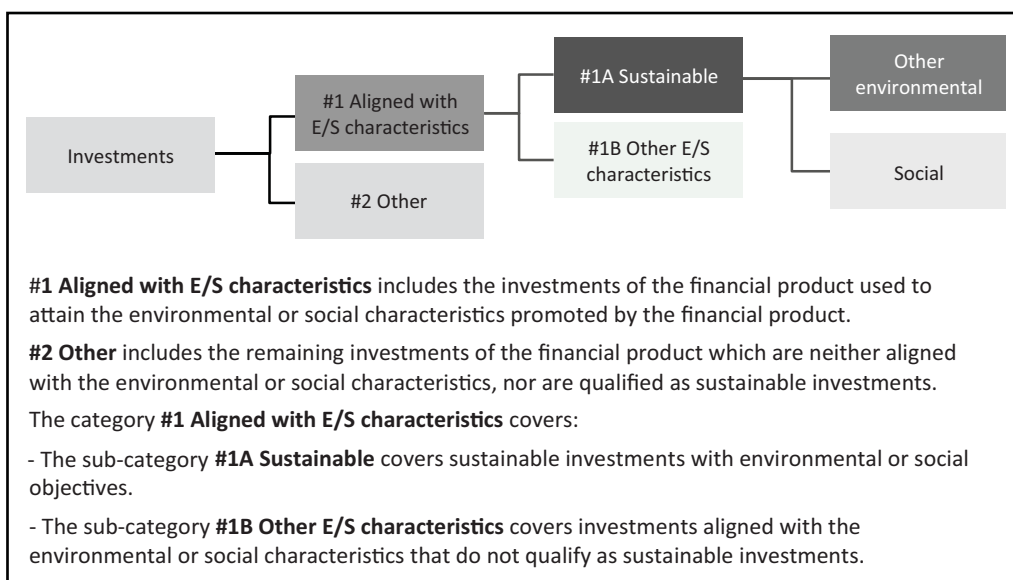 Investments
#1 Aligned with
E/S characteristics
#2 Other
#1A Sustainable
#1B Other E/S
characteristics
Other
environmental
Social
#1 Aligned with E/S characteristics includes the investments of the financial product used to
attain the environmental or social characteristics promoted by the financial product.
#2 Other includes the remaining investments of the financial product which are neither aligned
with the environmental or social characteristics, nor are qualified as sustainable investments.
The category #1 Aligned with E/S characteristics covers:
- The sub-category #1A Sustainable covers sustainable investments with environmental or social
objectives.
- The sub-category #1B Other E/S characteristics covers investments aligned with the
environmental or social characteristics that do not qualify as sustainable investments.